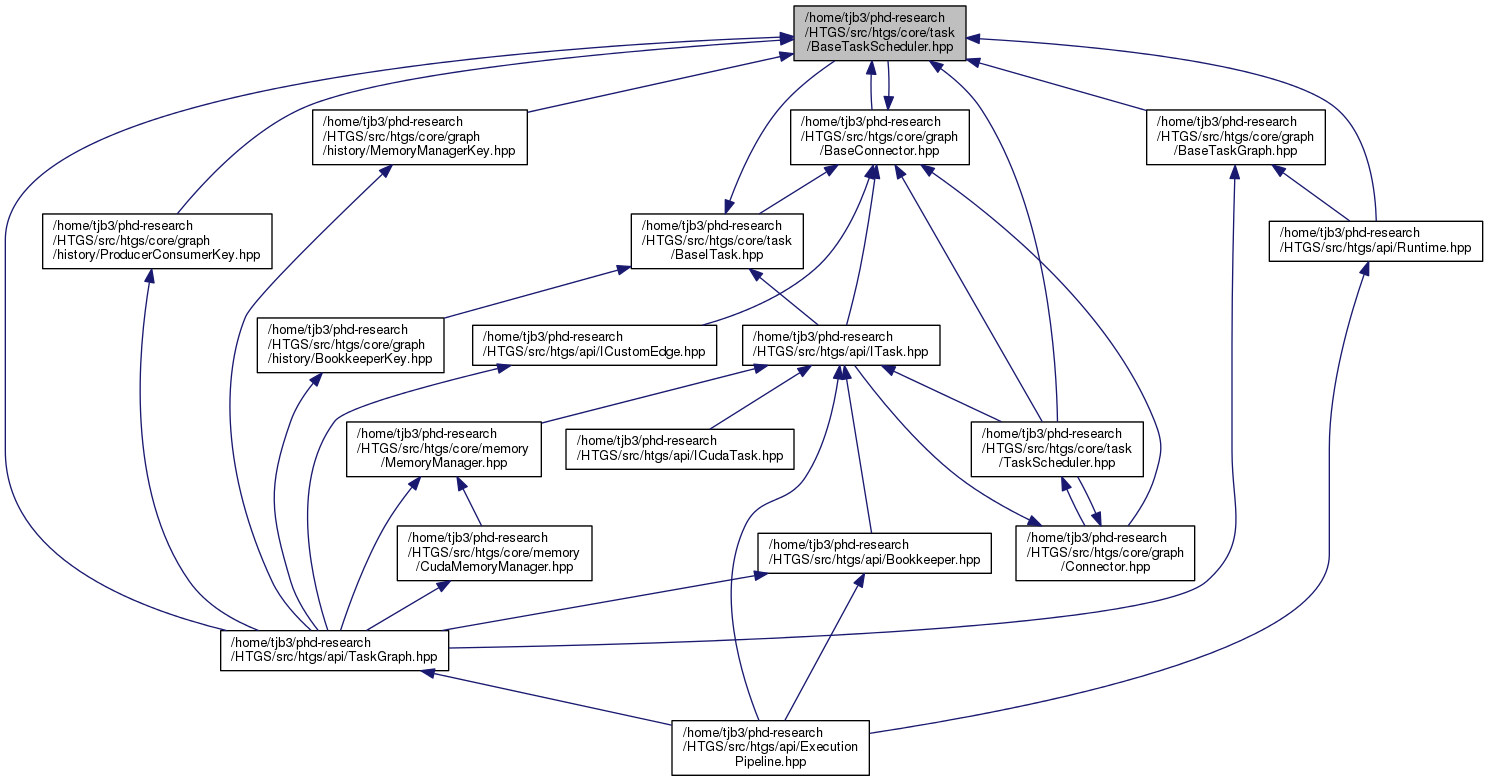 /home/tjb3/phd-research
/HTGS/src/htgs/core/task
/BaseTaskScheduler.hpp
/home/tjb3/phd-research
/HTGS/src/htgs/core/graph
/history/MemoryManagerKey.hpp
/home/tjb3/phd-research
/HTGS/src/htgs/core/graph
/BaseConnector.hpp
/home/tjb3/phd-research
/HTGS/src/htgs/core/graph
/BaseTaskGraph.hpp
/home/tjb3/phd-research
/HTGS/src/htgs/core/graph
/history/ProducerConsumerKey.hpp
/home/tjb3/phd-research
/HTGS/src/htgs/core/task
/BaseITask.hpp
/home/tjb3/phd-research
/HTGS/src/htgs/api/Runtime.hpp
/home/tjb3/phd-research
/HTGS/src/htgs/core/graph
/history/BookkeeperKey.hpp
/home/tjb3/phd-research
/HTGS/src/htgs/api/ICustomEdge.hpp
/home/tjb3/phd-research
/HTGS/src/htgs/api/ITask.hpp
/home/tjb3/phd-research
/HTGS/src/htgs/core/memory
/MemoryManager.hpp
/home/tjb3/phd-research
/HTGS/src/htgs/api/ICudaTask.hpp
/home/tjb3/phd-research
/HTGS/src/htgs/core/task
/TaskScheduler.hpp
/home/tjb3/phd-research
/HTGS/src/htgs/core/memory
/CudaMemoryManager.hpp
/home/tjb3/phd-research
/HTGS/src/htgs/api/Bookkeeper.hpp
/home/tjb3/phd-research
/HTGS/src/htgs/core/graph
/Connector.hpp
/home/tjb3/phd-research
/HTGS/src/htgs/api/TaskGraph.hpp
/home/tjb3/phd-research
/HTGS/src/htgs/api/Execution
Pipeline.hpp